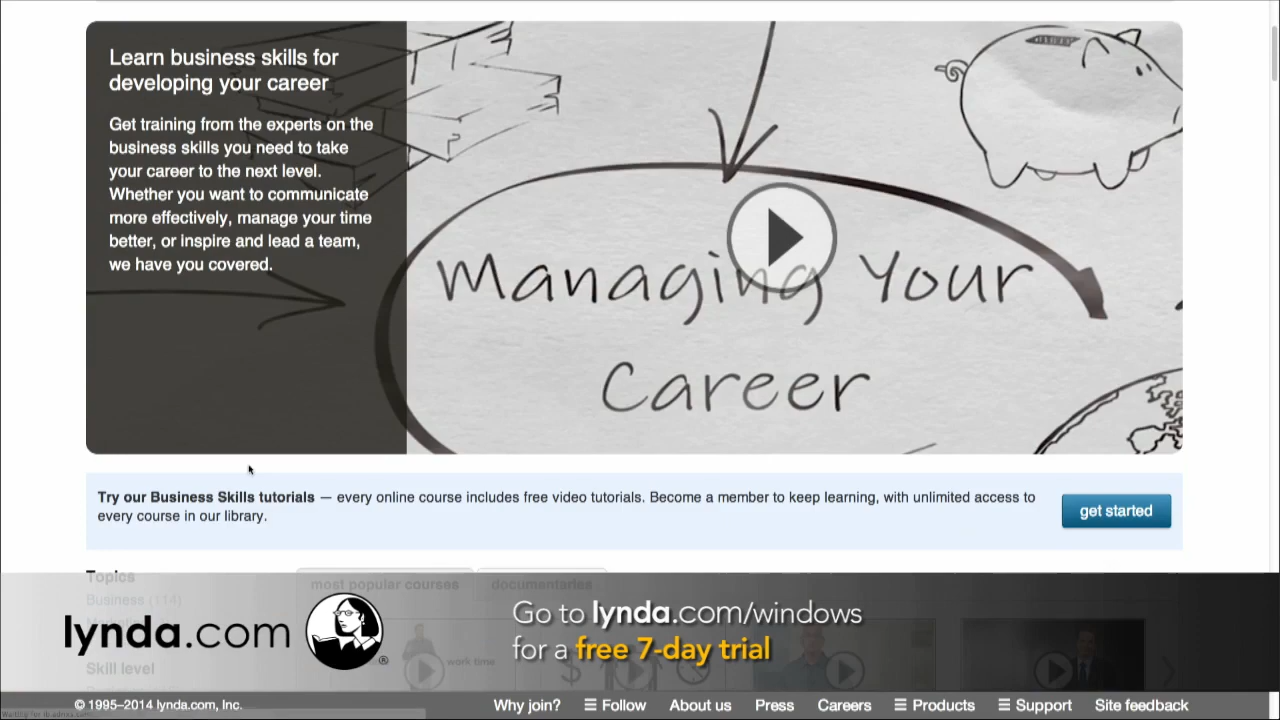 Learn business skills for
developing your career
Get training from the experts on the
business skills you need to take
your career to the next level.
Whether you want to communicate
more effectively, manage your time
better, or inspire and lead a team,
we have you covered.
Managing Your
Career
Try our Business Skills tutorials — every online course includes free video tutorials. Become a member to keep learning, with unlimited access to
every course in our library.
get started
Topics
most popular courses
documentaries
Business (114)
Skill level
work time
lynda.com
®
Go to lynda.com/windows
for a free 7-day trial
© 1995–2014 lynda.com, Inc.
Why join?
Follow
About us
Press
Careers
Products
Support
Site feedback